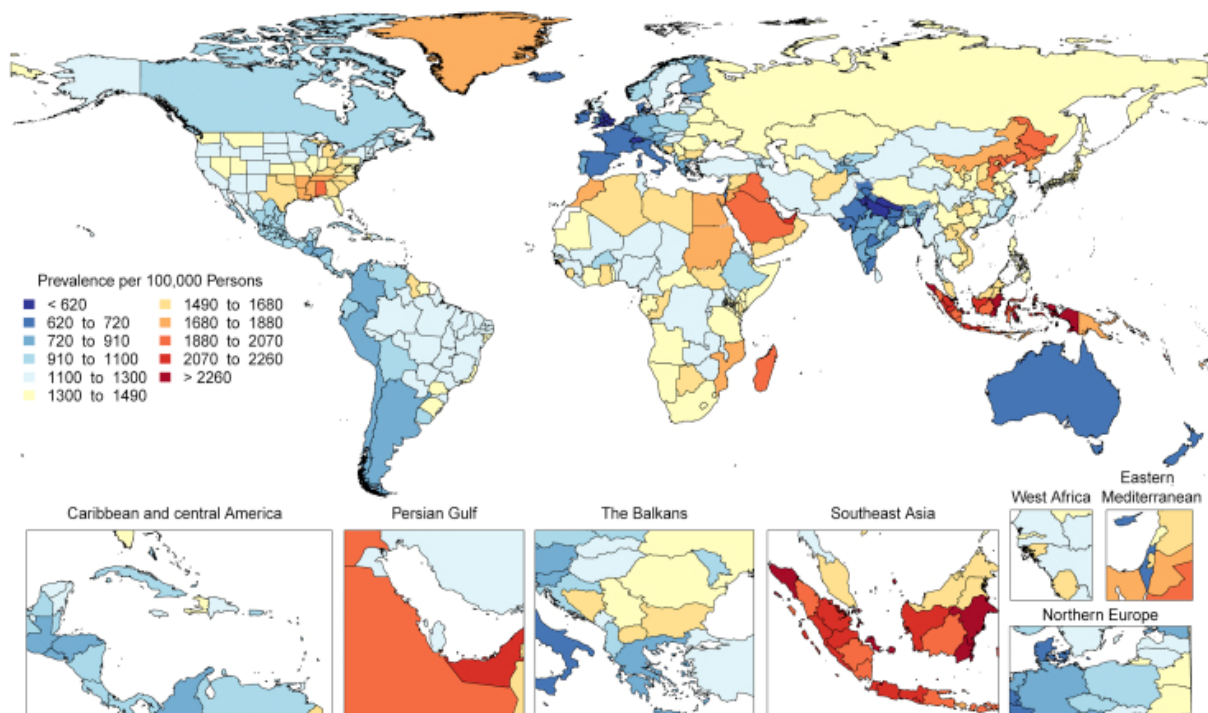 Prevalence per 100,000 Persons
< 620
620 to 720
720 to 910
910 to 1100
1100 to 1300
1300 to 1490
1490 to 1680
1680 to 1880
1880 to 2070
2070 to 2260
> 2260
Caribbean and central America
Persian Gulf
The Balkans
Southeast Asia
West Africa
Eastern
Mediterranean
Northern Europe